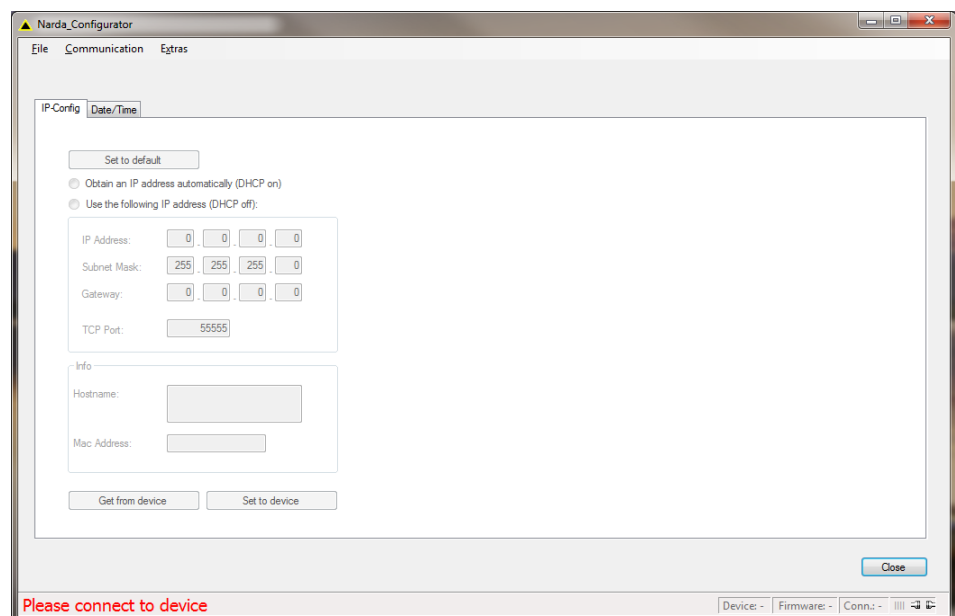 Narda_Configurator
File Communication Extras
IP-Config Date/Time
Set to default
Obtain an IP address automatically (DHCP on)
Use the following IP address (DHCP off):
IP Address: 0 . 0 . 0 . 0
Subnet Mask: 255 . 255 . 255 . 0
Gateway: 0 . 0 . 0 . 0
TCP Port: 55555
Info
Hostname:
Mac Address:
Get from device Set to device
Close
Please connect to device Device: - Firmware: - Conn.: -